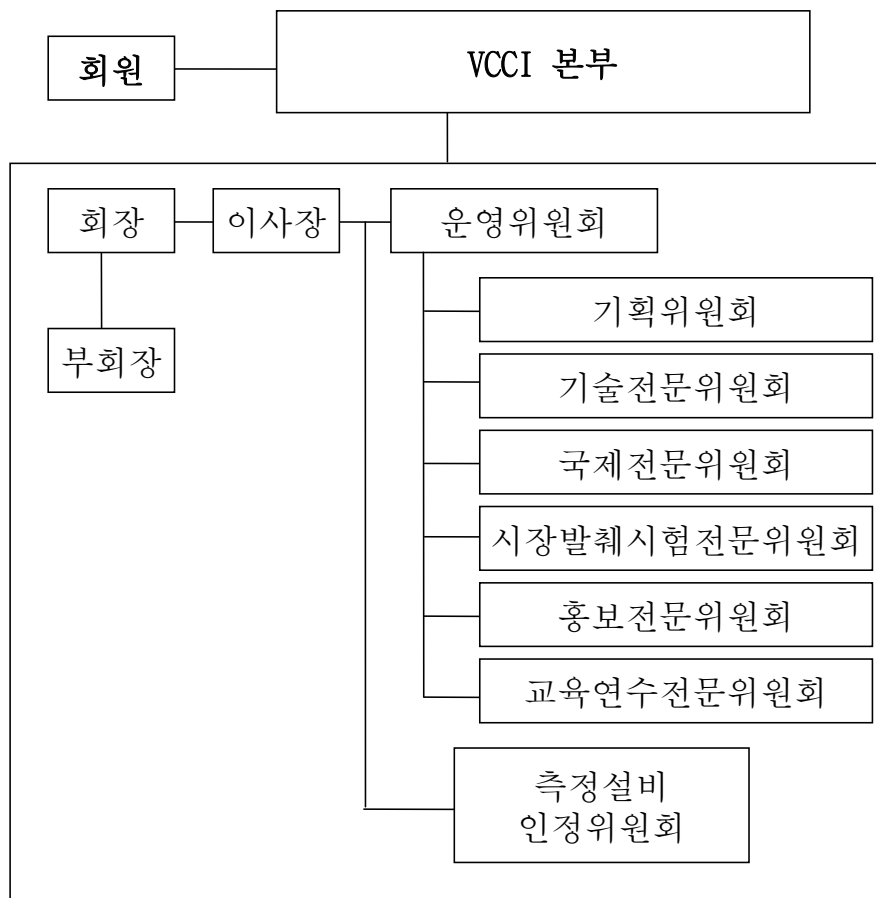 회원
VCCI 본부
회장
이사장
운영위원회
부회장
기획위원회
기술전문위원회
국제전문위원회
시장발췌시험전문위원회
홍보전문위원회
교육연수전문위원회
측정설비
인정위원회